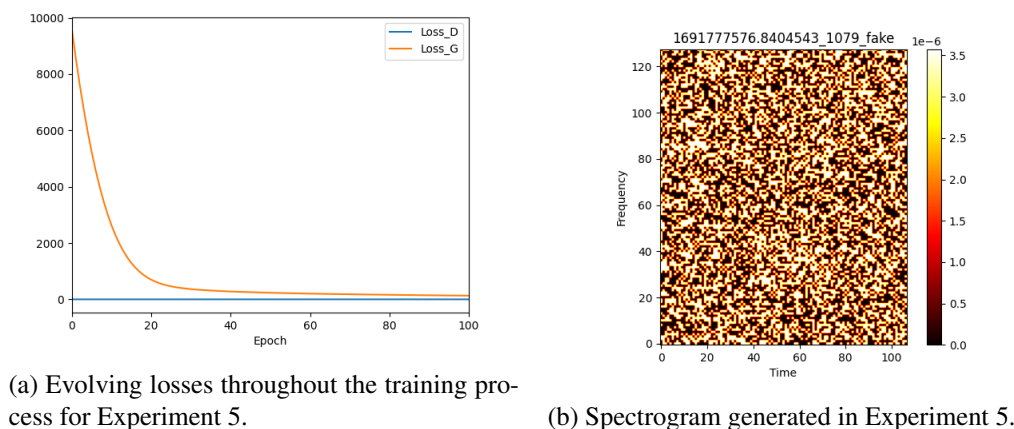 10000
8000
6000
4000
2000
0
0 20 40 60 80 100
Epoch
Loss_D
Loss_G
(a) Evolving losses throughout the training pro-
cess for Experiment 5.
1691777576.8404543_1079_fake
1e-6
120
100
80
60
40
20
0
Frequency
0 20 40 60 80 100
Time
3.5
3.0
2.5
2.0
1.5
1.0
0.5
0.0
(b) Spectrogram generated in Experiment 5.